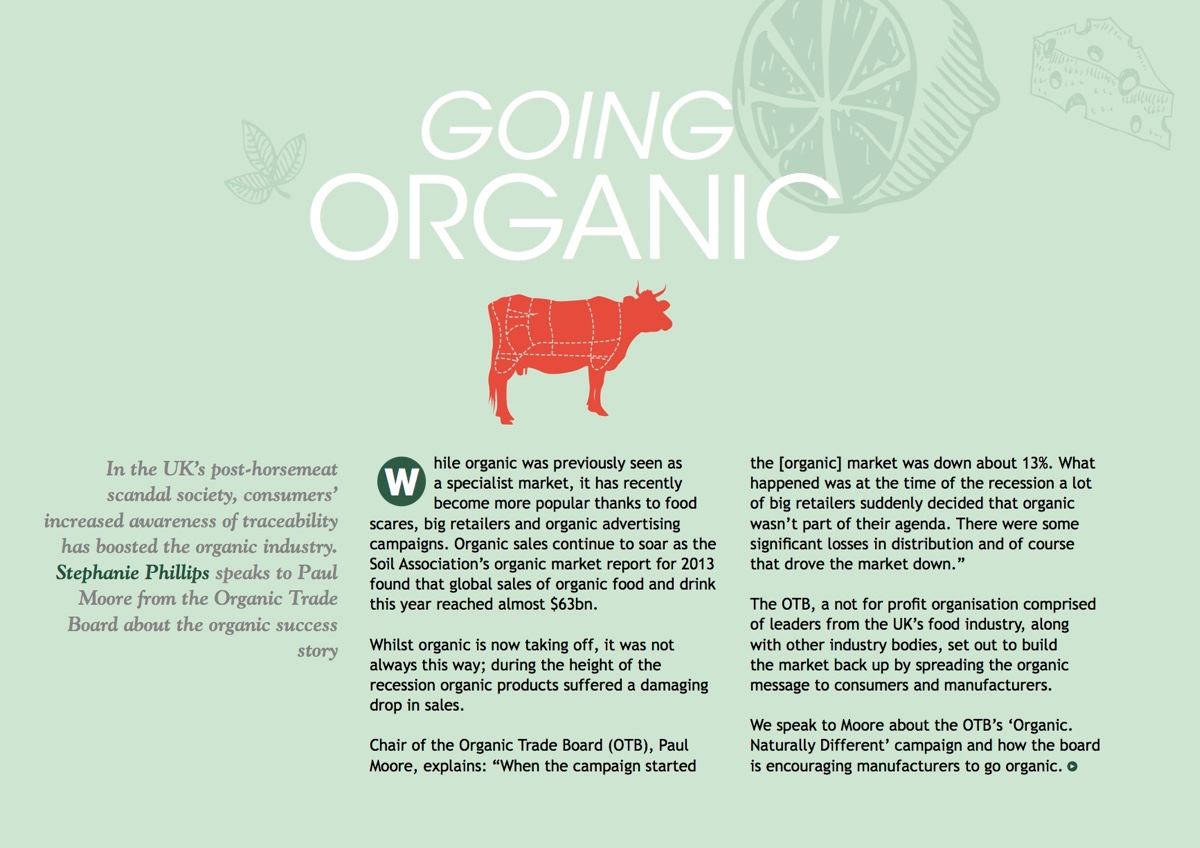 GOING
ORGANIC
In the UK’s post-horsemeat
scandal society, consumers’
increased awareness of traceability
has boosted the organic industry.
Stephanie Phillips speaks to Paul
Moore from the Organic Trade
Board about the organic success
story
While organic was previously seen as
a specialist market, it has recently
become more popular thanks to food
scares, big retailers and organic advertising
campaigns. Organic sales continue to soar as the
Soil Association’s organic market report for 2013
found that global sales of organic food and drink
this year reached almost $63bn.
Whilst organic is now taking off, it was not
always this way; during the height of the
recession organic products suffered a damaging
drop in sales.
Chair of the Organic Trade Board (OTB), Paul
Moore, explains: “When the campaign started
the [organic] market was down about 13%. What
happened was at the time of the recession a lot
of big retailers suddenly decided that organic
wasn’t part of their agenda. There were some
significant losses in distribution and of course
that drove the market down.”
The OTB, a not for profit organisation comprised
of leaders from the UK’s food industry, along
with other industry bodies, set out to build
the market back up by spreading the organic
message to consumers and manufacturers.
We speak to Moore about the OTB’s ‘Organic.
Naturally Different’ campaign and how the board
is encouraging manufacturers to go organic.